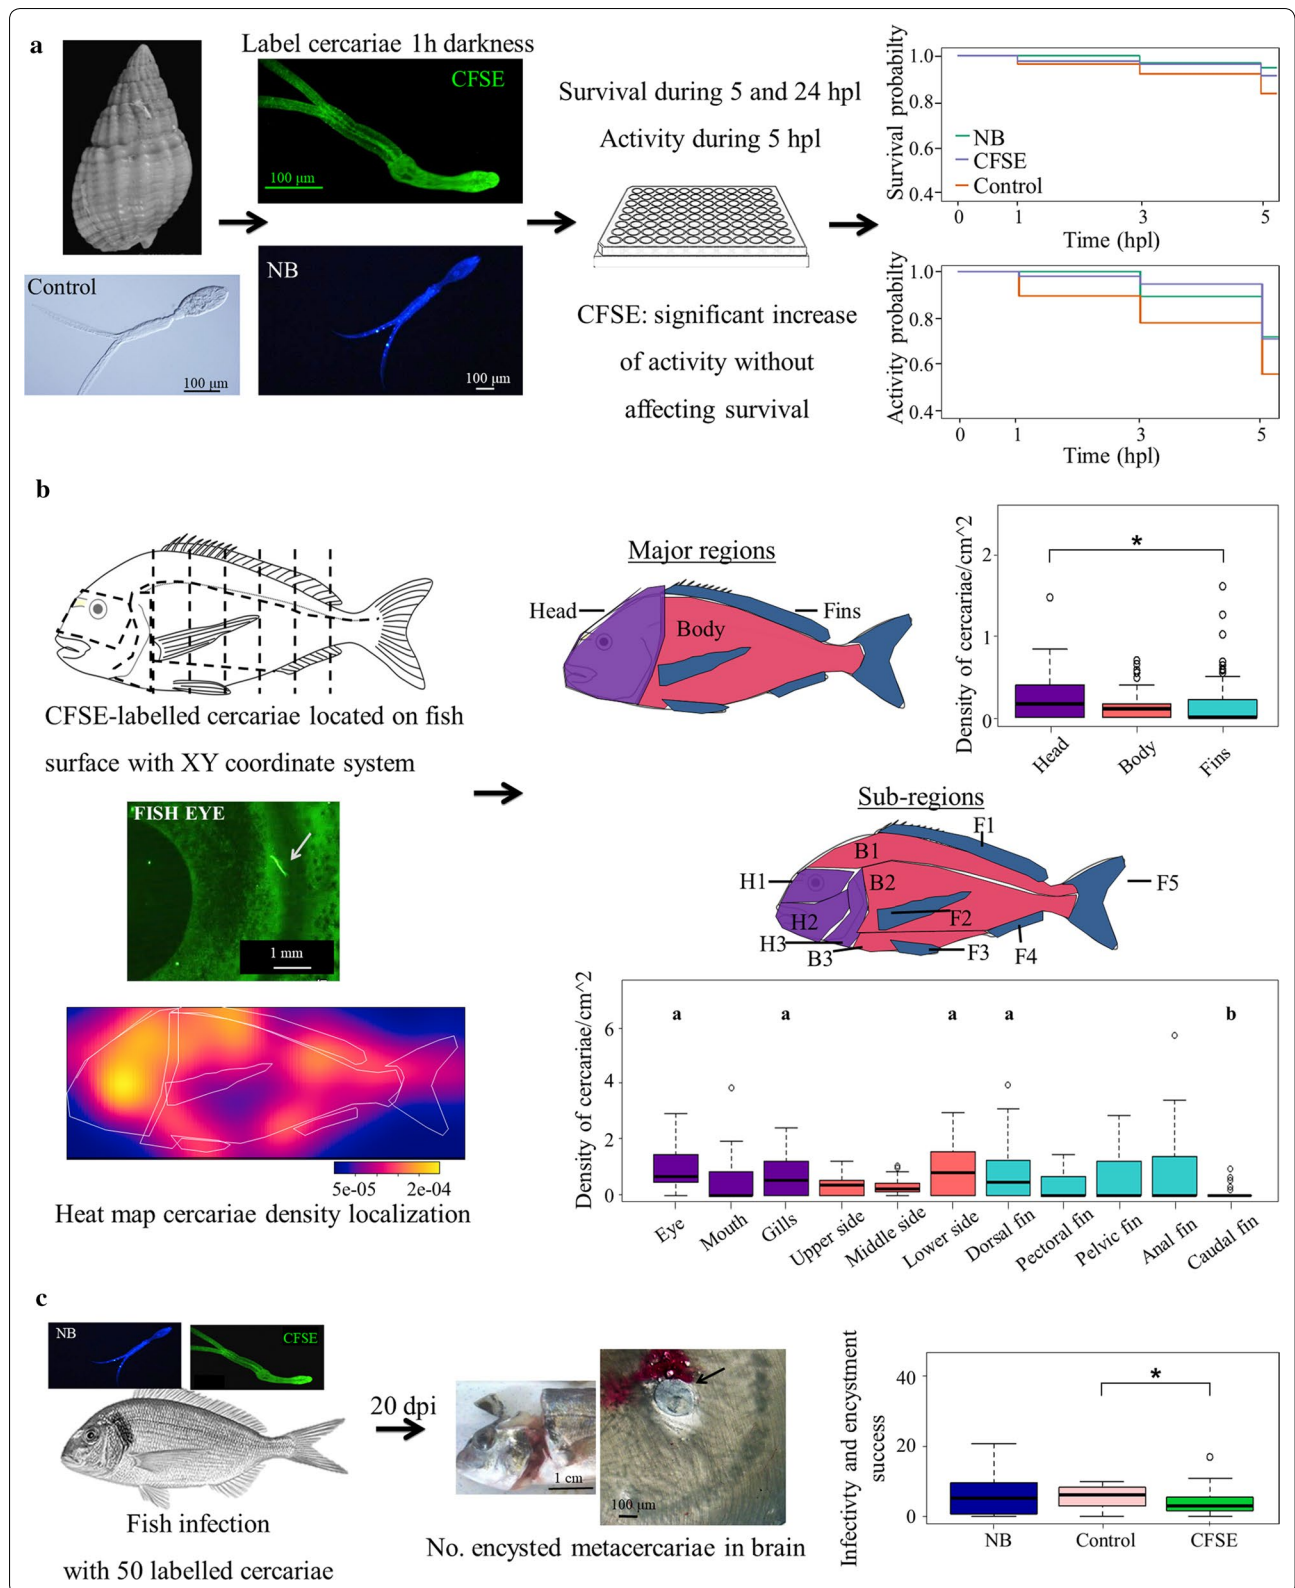 a
Label cercariae 1h darkness
CFSE
100 µm
Control
100 µm
NB
100 µm
Survival during 5 and 24 hpl
Activity during 5 hpl
CFSE: significant increase
of activity without
affecting survival
Survival probability
1.0
0.8
0.6
0.4
NB
CFSE
Control
0 1 3 5
Time (hpl)
Activity probability
1.0
0.8
0.6
0.4
0 1 3 5
Time (hpl)
b
CFSE-labelled cercariae located on fish
surface with XY coordinate system
FISH EYE
1 mm
5e-05 2e-04
Heat map cercariae density localization
Major regions
Head
Body
Fins
Density of cercariae/cm^2
2
1
0
*
Head Body Fins
Sub-regions
F1
B1
H1
B2
F5
H2
F2
H3
B3
F3
F4
Density of cercariae/cm^2
6
4
2
0
a a a a b
Eye Mouth Gills Upper side Middle side Lower side Dorsal fin Pectoral fin Pelvic fin Anal fin Caudal fin
c
NB
CFSE
Fish infection
with 50 labelled cercariae
20 dpi
1 cm
100 µm
No. encysted metacercariae in brain
Infectivty and encystment
success
40
20
0
*
NB Control CFSE